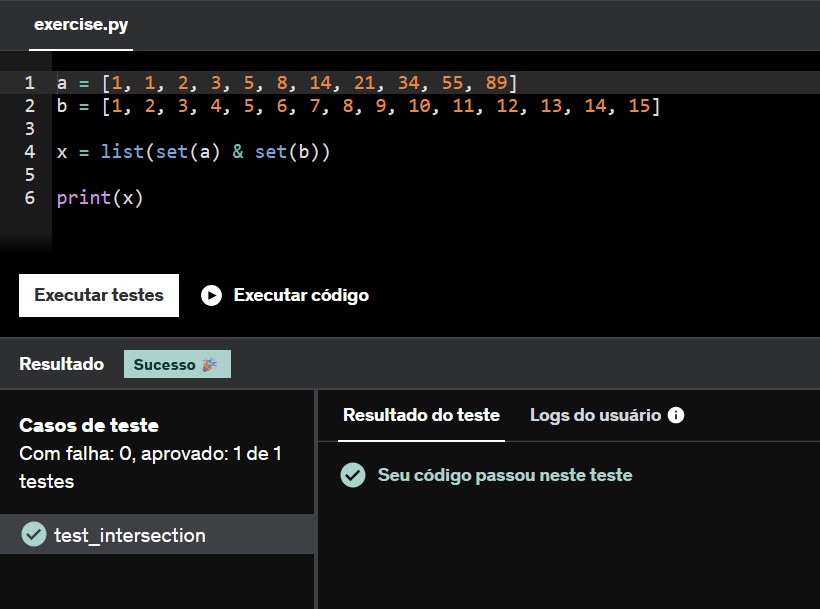 exercise.py
1 a = [1, 1, 2, 3, 5, 8, 14, 21, 34, 55, 89]
2 b = [1, 2, 3, 4, 5, 6, 7, 8, 9, 10, 11, 12, 13, 14, 15]
3
4 x = list(set(a) & set(b))
5
6 print(x)
Executar testes Executar código
Resultado Sucesso 🎉
Casos de teste
Com falha: 0, aprovado: 1 de 1
testes
test_intersection
Resultado do teste Logs do usuário
Seu código passou neste teste